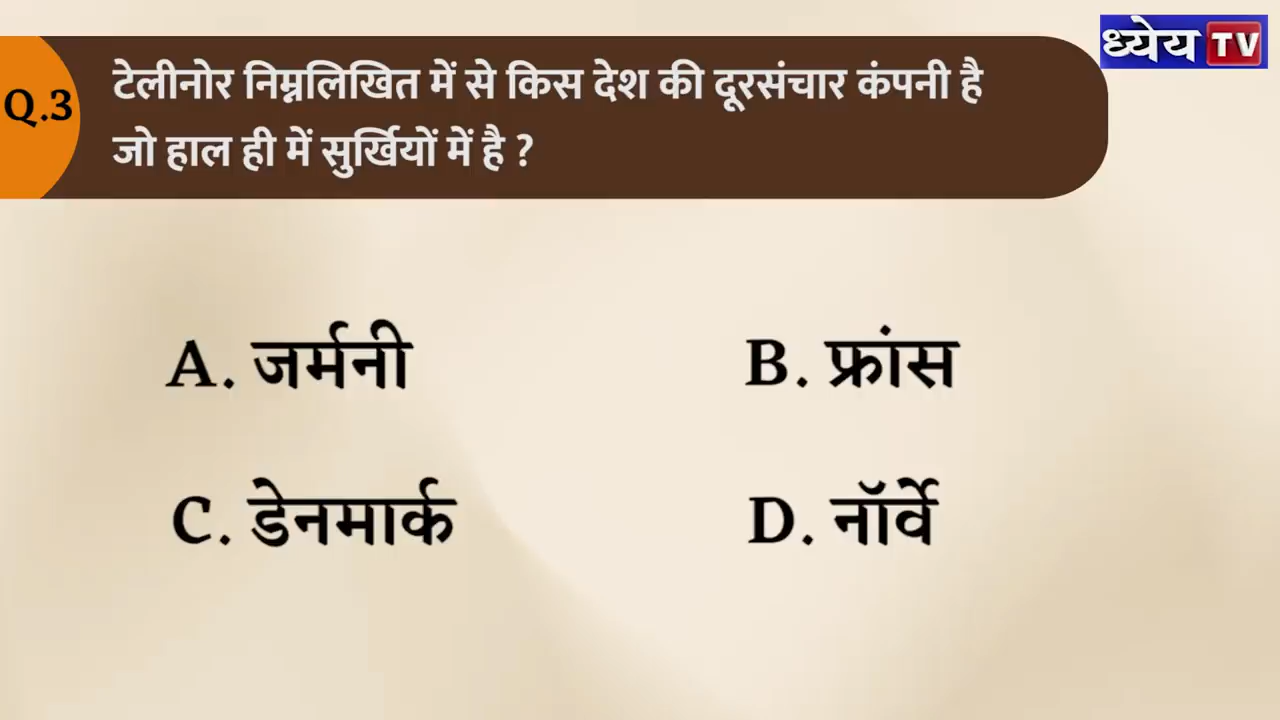 ध्येय TV
Q.3
टेलीनोर निम्नलिखित में से किस देश की दूरसंचार कंपनी है
जो हाल ही में सुर्खियों में है ?
A. जर्मनी
B. फ्रांस
C. डेनमार्क
D. नॉर्वे